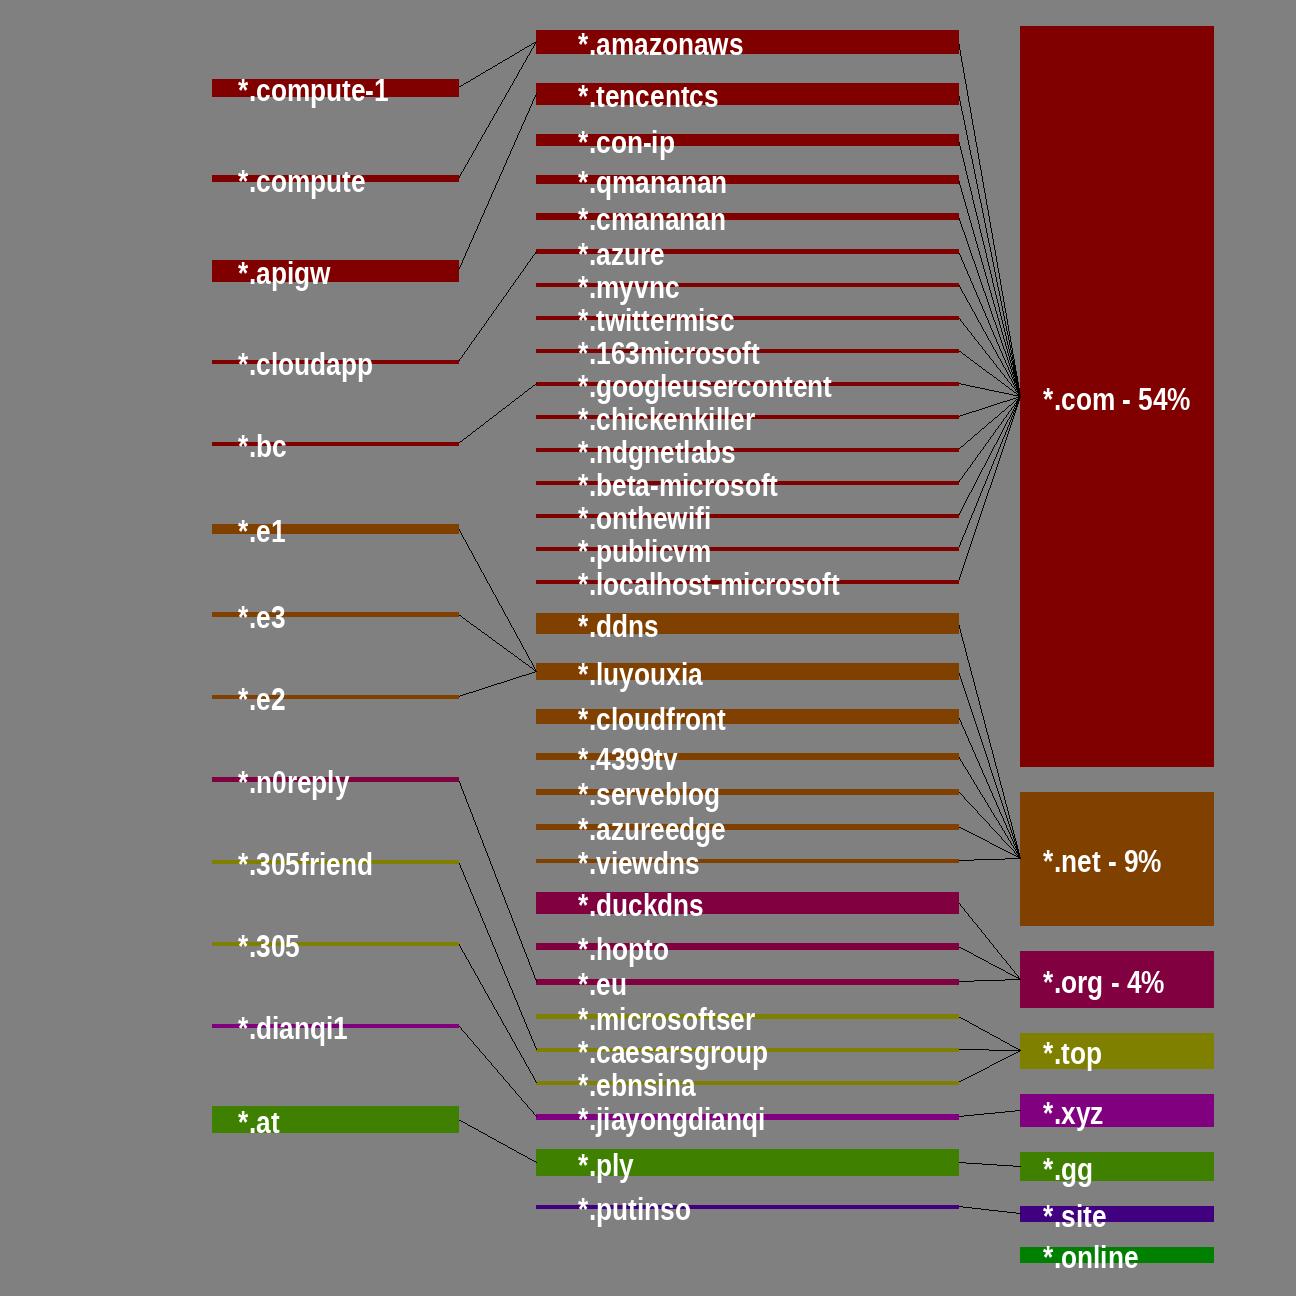 *.compute-1
*.compute
*.apigw
*.cloudapp
*.bc
*.e1
*.e3
*.e2
*.n0reply
*.305friend
*.305
*.dianqi1
*.at
*.amazonaws
*.tencentcs
*.con-ip
*.qmananan
*.cmananan
*.azure
*.myvnc
*.twittermisc
*.163microsoft
*.googleusercontent
*.chickenkiller
*.ndgnetlabs
*.beta-microsoft
*.onthewifi
*.publicvm
*.localhost-microsoft
*.ddns
*.luyouxia
*.cloudfront
*.4399tv
*.serveblog
*.azureedge
*.viewdns
*.duckdns
*.hopto
*.eu
*.microsoftser
*.caesarsgroup
*.ebnsina
*.jiayongdianqi
*.ply
*.putinso
*.com - 54%
*.net - 9%
*.org - 4%
*.top
*.xyz
*.gg
*.site
*.online